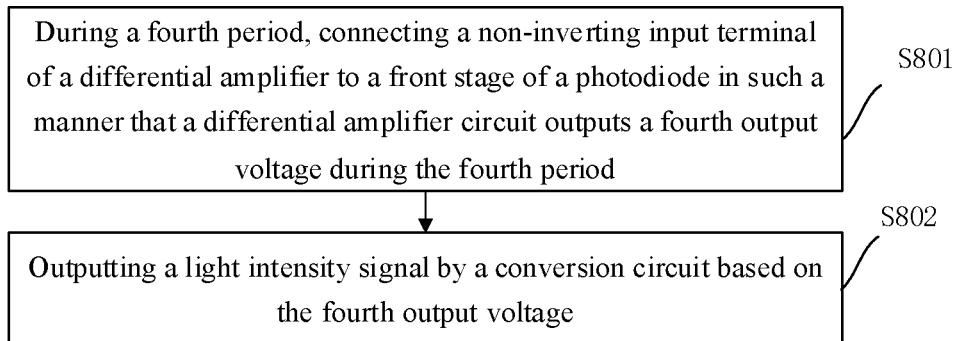 During a fourth period, connecting a non-inverting input terminal
of a differential amplifier to a front stage of a photodiode in such a
manner that a differential amplifier circuit outputs a fourth output
voltage during the fourth period
S801
Outputting a light intensity signal by a conversion circuit based on
the fourth output voltage
S802